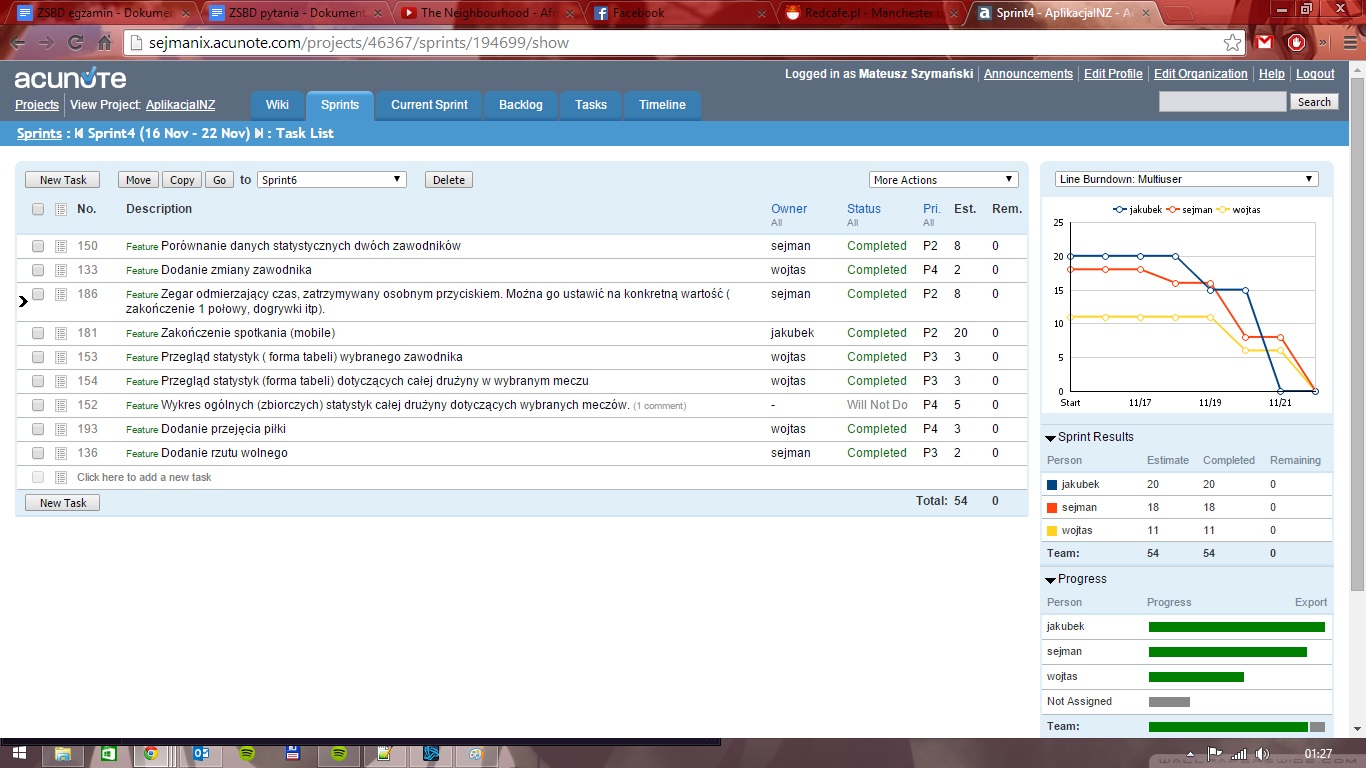 ZSBD egzamin - Dokumen
ZSBD pytania - Dokument
The Neighbourhood - Afr
Facebook
Redcafe.pl - Manchester
Sprint4 - AplikacjaINZ - A
sejmanix.acunote.com/projects/46367/sprints/194699/show
acunote
Logged in as Mateusz Szymański Announcements Edit Profile Edit Organization Help Logout
Projects View Project: AplikacjaINZ Wiki Sprints Current Sprint Backlog Tasks Timeline Search
Sprints : Sprint4 (16 Nov - 22 Nov) : Task List
New Task Move Copy Go to Sprint6 Delete More Actions
No. Description Owner Status Pri. Est. Rem.
All All All
150 Feature Porównanie danych statystycznych dwóch zawodników sejman Completed P2 8 0
133 Feature Dodanie zmiany zawodnika wojtas Completed P4 2 0
186 Feature Zegar odmierzający czas, zatrzymywany osobnym przyciskiem. Można go ustawić na konkretną wartość ( sejman Completed P2 8 0
zakończenie 1 połowy, dogrywki itp).
181 Feature Zakończenie spotkania (mobile) jakubek Completed P2 20 0
153 Feature Przegląd statystyk ( forma tabeli) wybranego zawodnika wojtas Completed P3 3 0
154 Feature Przegląd statystyk (forma tabeli) dotyczących całej drużyny w wybranym meczu wojtas Completed P3 3 0
152 Feature Wykres ogólnych (zbiorczych) statystyk całej drużyny dotyczących wybranych meczów. (1 comment) - Will Not Do P4 5 0
193 Feature Dodanie przejęcia piłki wojtas Completed P4 3 0
136 Feature Dodanie rzutu wolnego sejman Completed P3 2 0
Click here to add a new task
New Task Total: 54 0
Line Burndown: Multiuser
jakubek sejman wojtas
25
20
15
10
5
0
Start 11/17 11/19 11/21
Sprint Results
Person Estimate Completed Remaining
jakubek 20 20 0
sejman 18 18 0
wojtas 11 11 0
Team: 54 54 0
Progress
Person Progress Export
jakubek
sejman
wojtas
Not Assigned
Team:
01:27